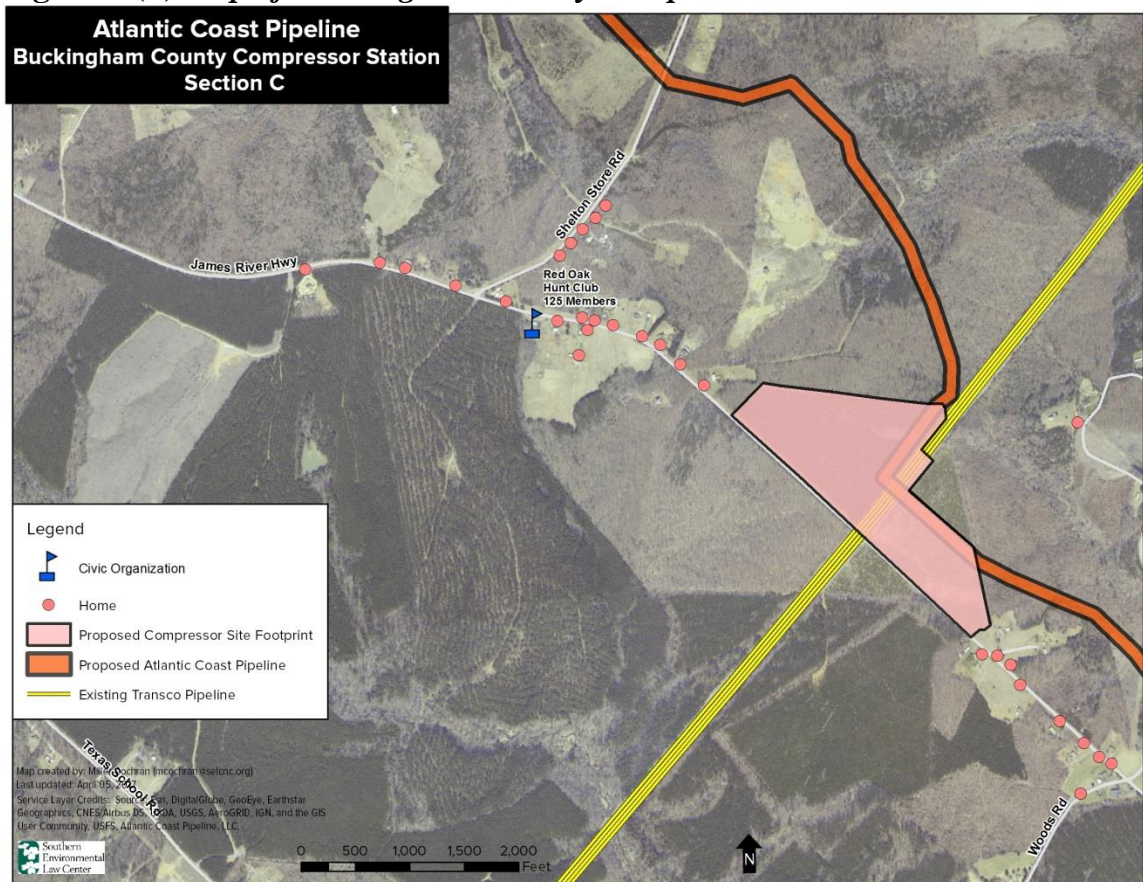 Atlantic Coast Pipeline
Buckingham County Compressor Station
Section C
Shelton Store Rd
James River Hwy
Red Oak
Hunt Club
125 Members
Legend
Civic Organization
Home
Proposed Compressor Site Footprint
Proposed Atlantic Coast Pipeline
Existing Transco Pipeline
Texas School Rd
Woods Rd
Map created by: (mcochran@selcnc.org)
Last updated: April 05,
Service Layer Credits: DigitalGlobe, GeoEye, Earthstar
Geographics, CNES/Airbus DS, USGS, AeroGRID, IGN, and the GIS
User Community, USFS, Atlantic Coast Pipeline, LLC.
Southern
Environmental
Law Center
0 500 1,000 1,500 2,000
Feet
N